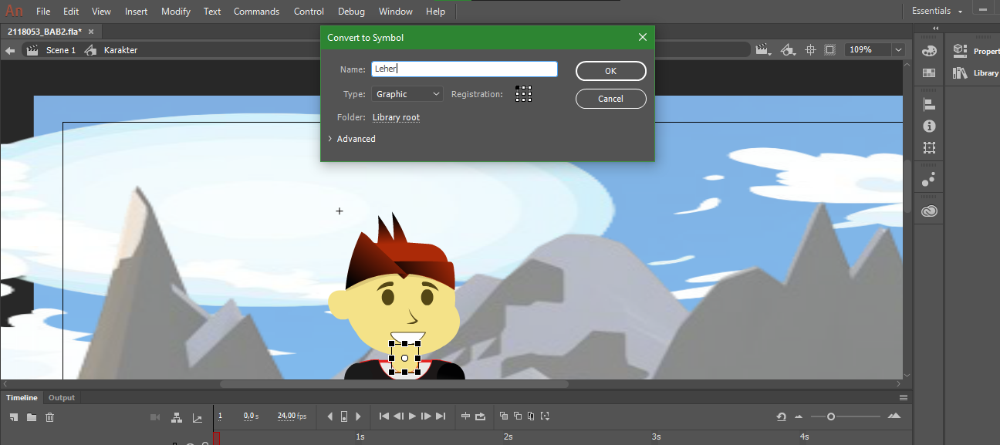 An File Edit View Insert Modify Text Commands Control Debug Window Help Essentials
2118053_BAB2.fla* ×
Convert to Symbol
Scene 1 Karakter 109%
Propert
Library
Name: Leher OK
Type: Graphic Registration: Cancel
Folder: Library root
> Advanced
Timeline Output
1 0,0 s 24,00 fps
1s 2s 3s 4s